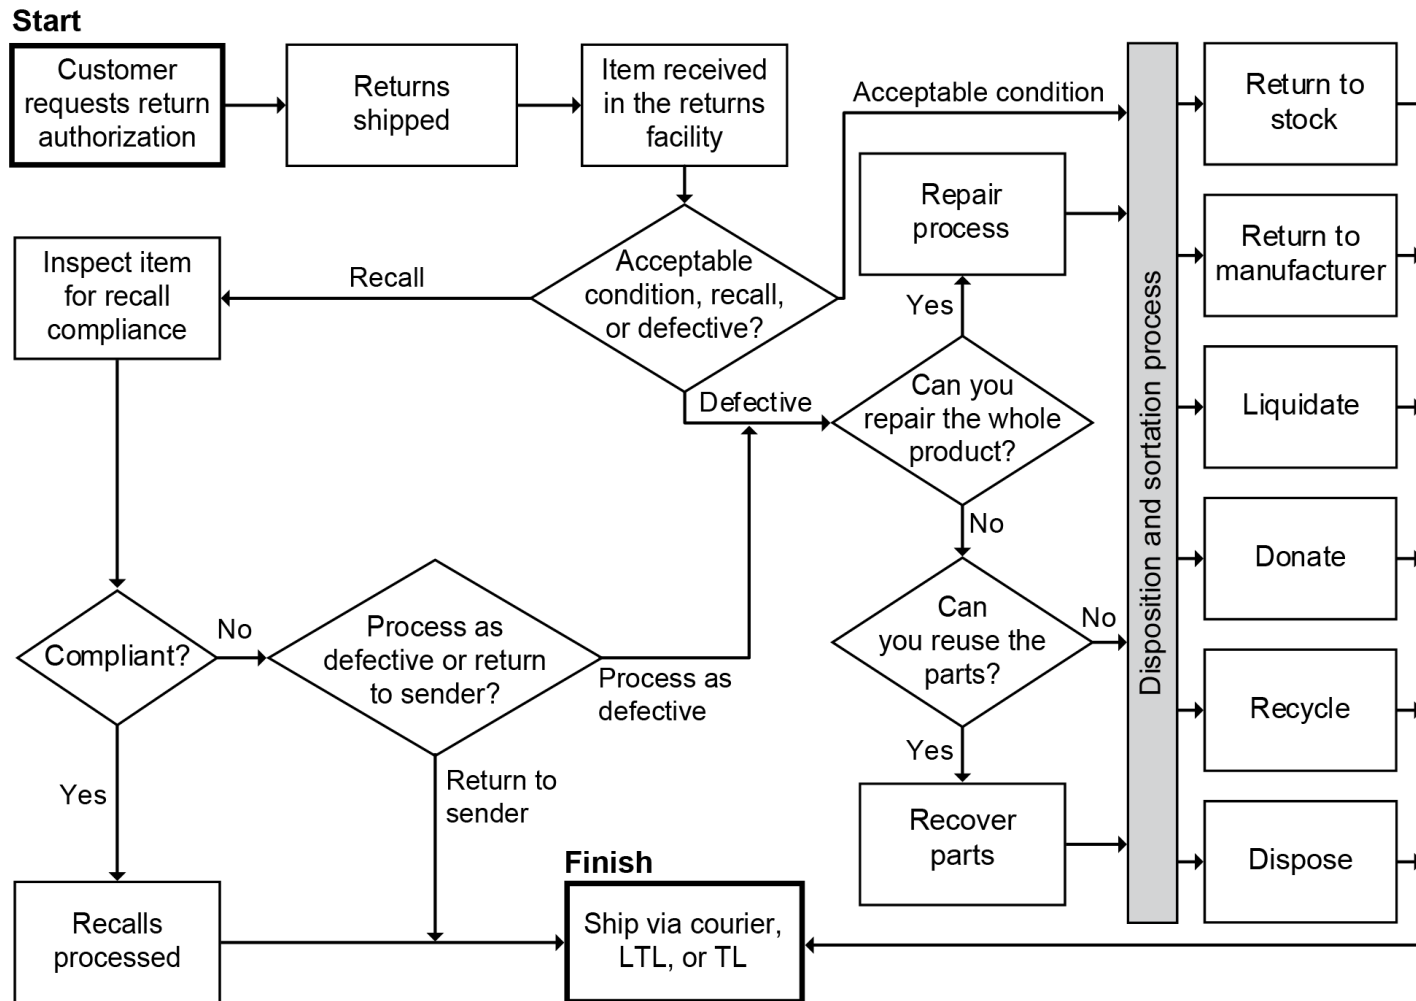 Start
Customer
requests return
authorization
Returns
shipped
Item received
in the returns
facility
Acceptable condition
Return to
stock
Repair
process
Return to
manufacturer
Inspect item
for recall
compliance
Recall
Acceptable
condition, recall,
or defective?
Yes
Disposition and sortation process
Defective
Can you
repair the whole
product?
Liquidate
No
Donate
Compliant?
No
Process as
defective or return
to sender?
Process as
defective
Can
you reuse the
parts?
No
Recycle
Yes
Return to
sender
Yes
Recover
parts
Dispose
Recalls
processed
Finish
Ship via courier,
LTL, or TL